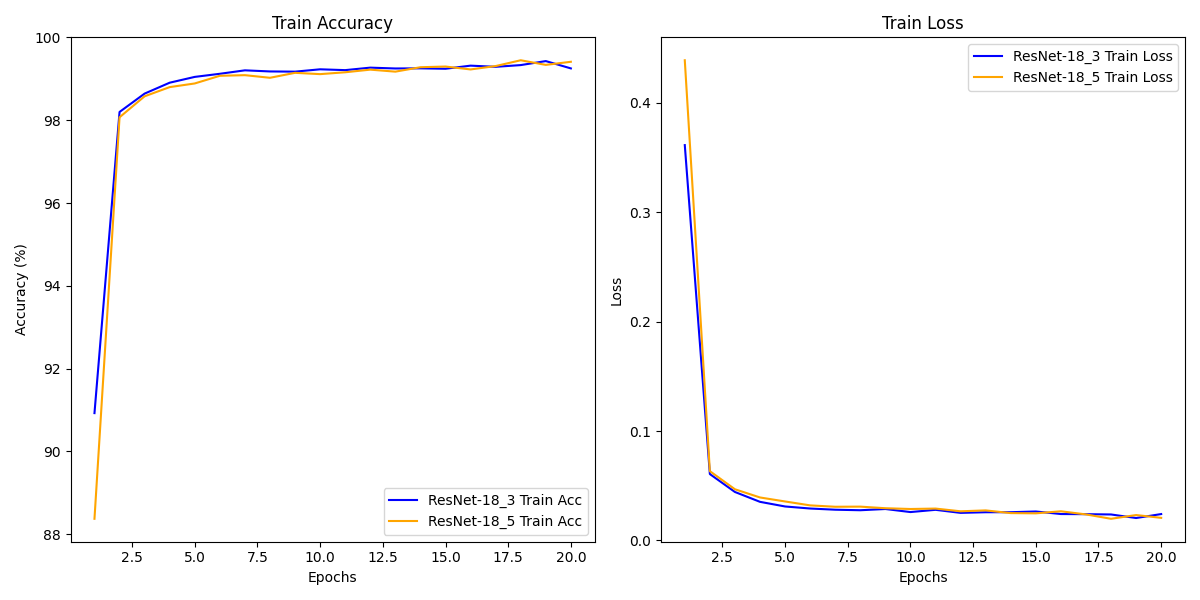 Train Accuracy
100
98
96
94
92
90
88
Accuracy (%)
2.5 5.0 7.5 10.0 12.5 15.0 17.5 20.0
Epochs
ResNet-18_3 Train Acc
ResNet-18_5 Train Acc
Train Loss
0.4
0.3
0.2
0.1
0.0
Loss
2.5 5.0 7.5 10.0 12.5 15.0 17.5 20.0
Epochs
ResNet-18_3 Train Loss
ResNet-18_5 Train Loss